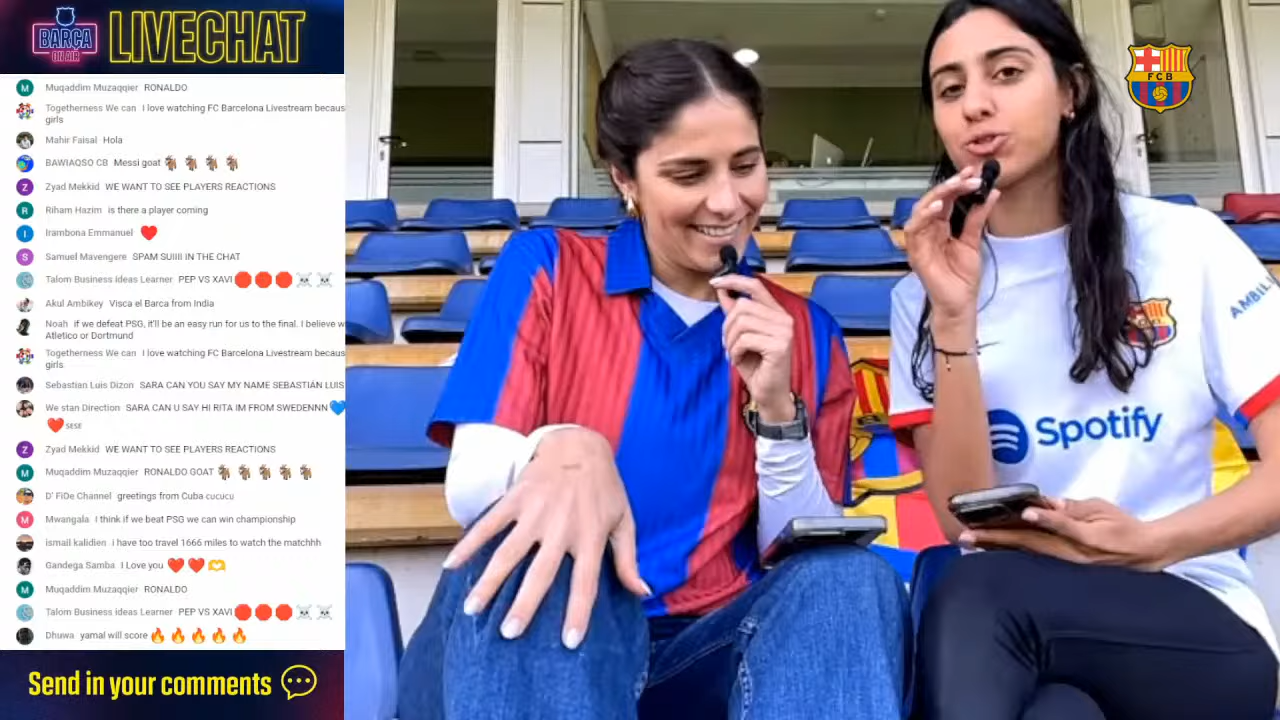 BARÇA
ON AIR
LIVECHAT
Muqaddim Muzaqqier RONALDO
Togetherness We can I love watching FC Barcelona Livestream becaus
girls
Mahir Faisal Hola
BAWIAQSO CB Messi goat 🐐 🐐 🐐 🐐
Z Zyad Mekkid WE WANT TO SEE PLAYERS REACTIONS
R Riham Hazim is there a player coming
I Irambona Emmanuel ❤️
S Samuel Mavengere SPAM SUIIII IN THE CHAT
Talom Business ideas Learner PEP VS XAVI 🛑🛑🛑☠️☠️
Akul Ambikey Visca el Barca from India
Noah if we defeat PSG, it'll be an easy run for us to the final. I believe w
Atletico or Dortmund
Togetherness We can I love watching FC Barcelona Livestream becaus
girls
Sebastian Luis Dizon SARA CAN YOU SAY MY NAME SEBASTIÁN LUIS
We stan Direction SARA CAN U SAY HI RITA IM FROM SWEDENNN 💙
❤️ SESE
Z Zyad Mekkid WE WANT TO SEE PLAYERS REACTIONS
M Muqaddim Muzaqqier RONALDO GOAT 🐐 🐐 🐐 🐐 🐐
D' FiOe Channel greetings from Cuba cucucu
M Mwangala I think if we beat PSG we can win championship
ismail kalidien i have too travel 1666 miles to watch the matchhh
Gandega Samba I Love you ❤️ ❤️ 🫶
M Muqaddim Muzaqqier RONALDO
Talom Business ideas Learner PEP VS XAVI 🛑🛑🛑☠️☠️
Dhuwa yamal will score 🔥 🔥 🔥 🔥 🔥
Send in your comments
FCB
Spotify